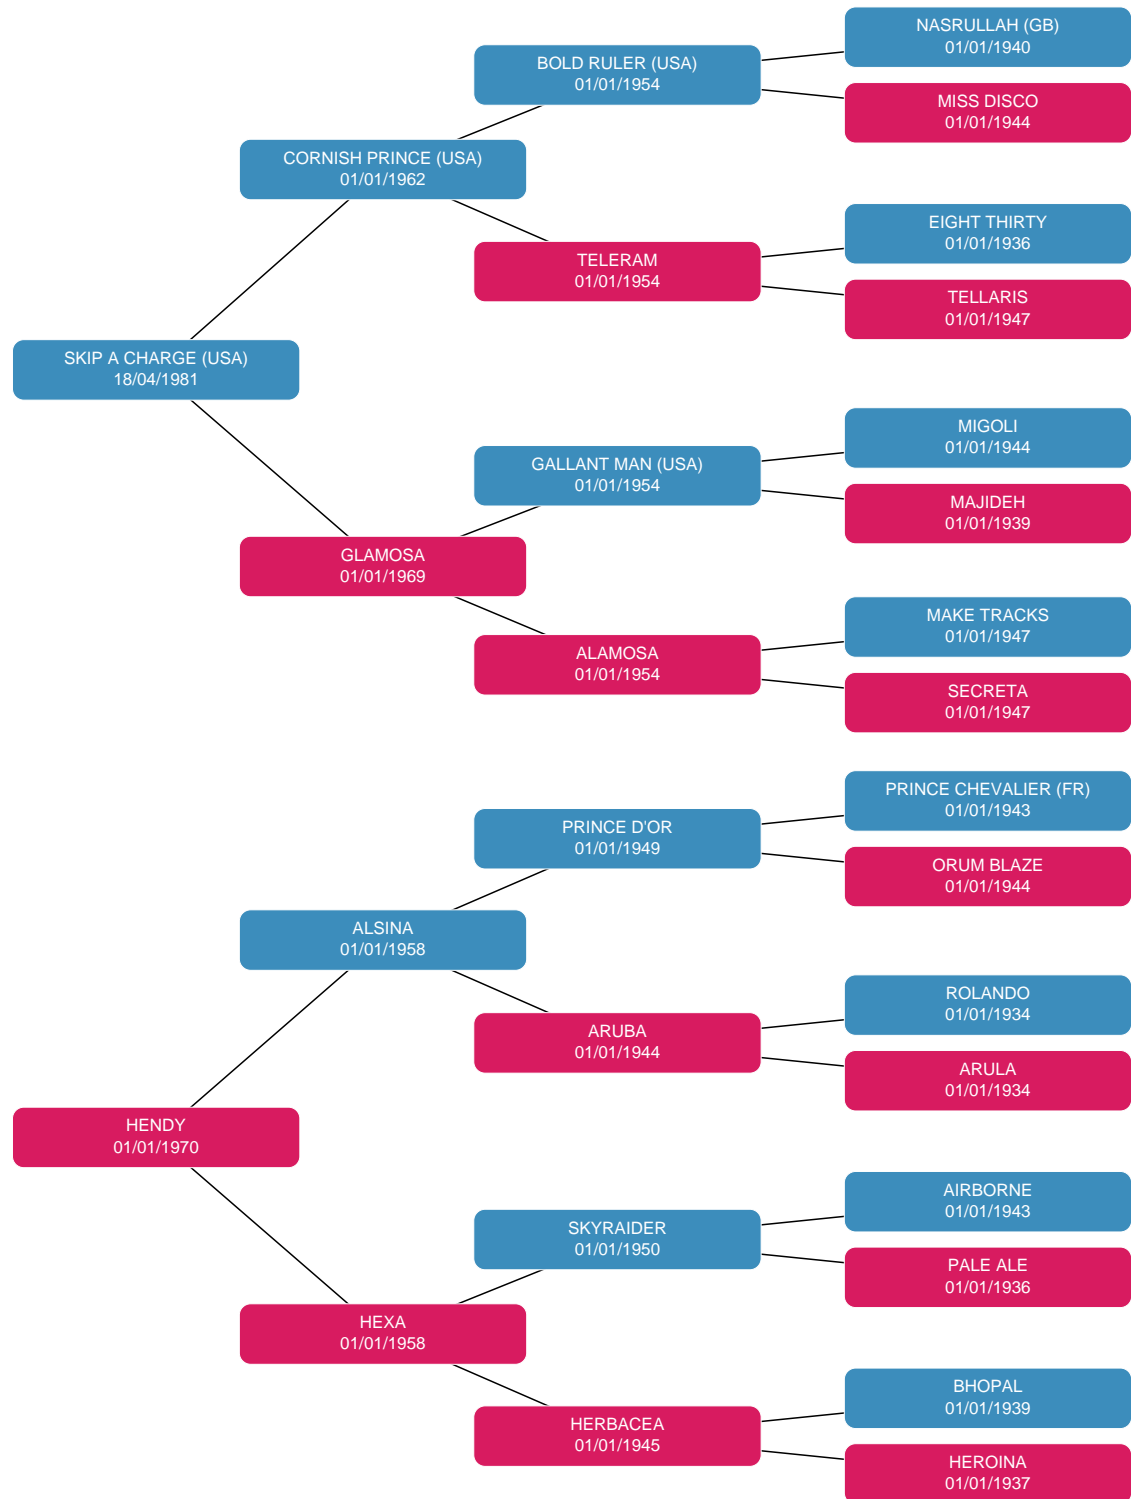 NASRULLAH (GB)
01/01/1940
BOLD RULER (USA)
01/01/1954
MISS DISCO
01/01/1944
CORNISH PRINCE (USA)
01/01/1962
EIGHT THIRTY
01/01/1936
TELERAM
01/01/1954
TELLARIS
01/01/1947
SKIP A CHARGE (USA)
18/04/1981
MIGOLI
01/01/1944
GALLANT MAN (USA)
01/01/1954
MAJIDEH
01/01/1939
GLAMOSA
01/01/1969
MAKE TRACKS
01/01/1947
ALAMOSA
01/01/1954
SECRETA
01/01/1947
PRINCE CHEVALIER (FR)
01/01/1943
PRINCE D'OR
01/01/1949
ORUM BLAZE
01/01/1944
ALSINA
01/01/1958
ROLANDO
01/01/1934
ARUBA
01/01/1944
ARULA
01/01/1934
HENDY
01/01/1970
AIRBORNE
01/01/1943
SKYRAIDER
01/01/1950
PALE ALE
01/01/1936
HEXA
01/01/1958
BHOPAL
01/01/1939
HERBACEA
01/01/1945
HEROINA
01/01/1937